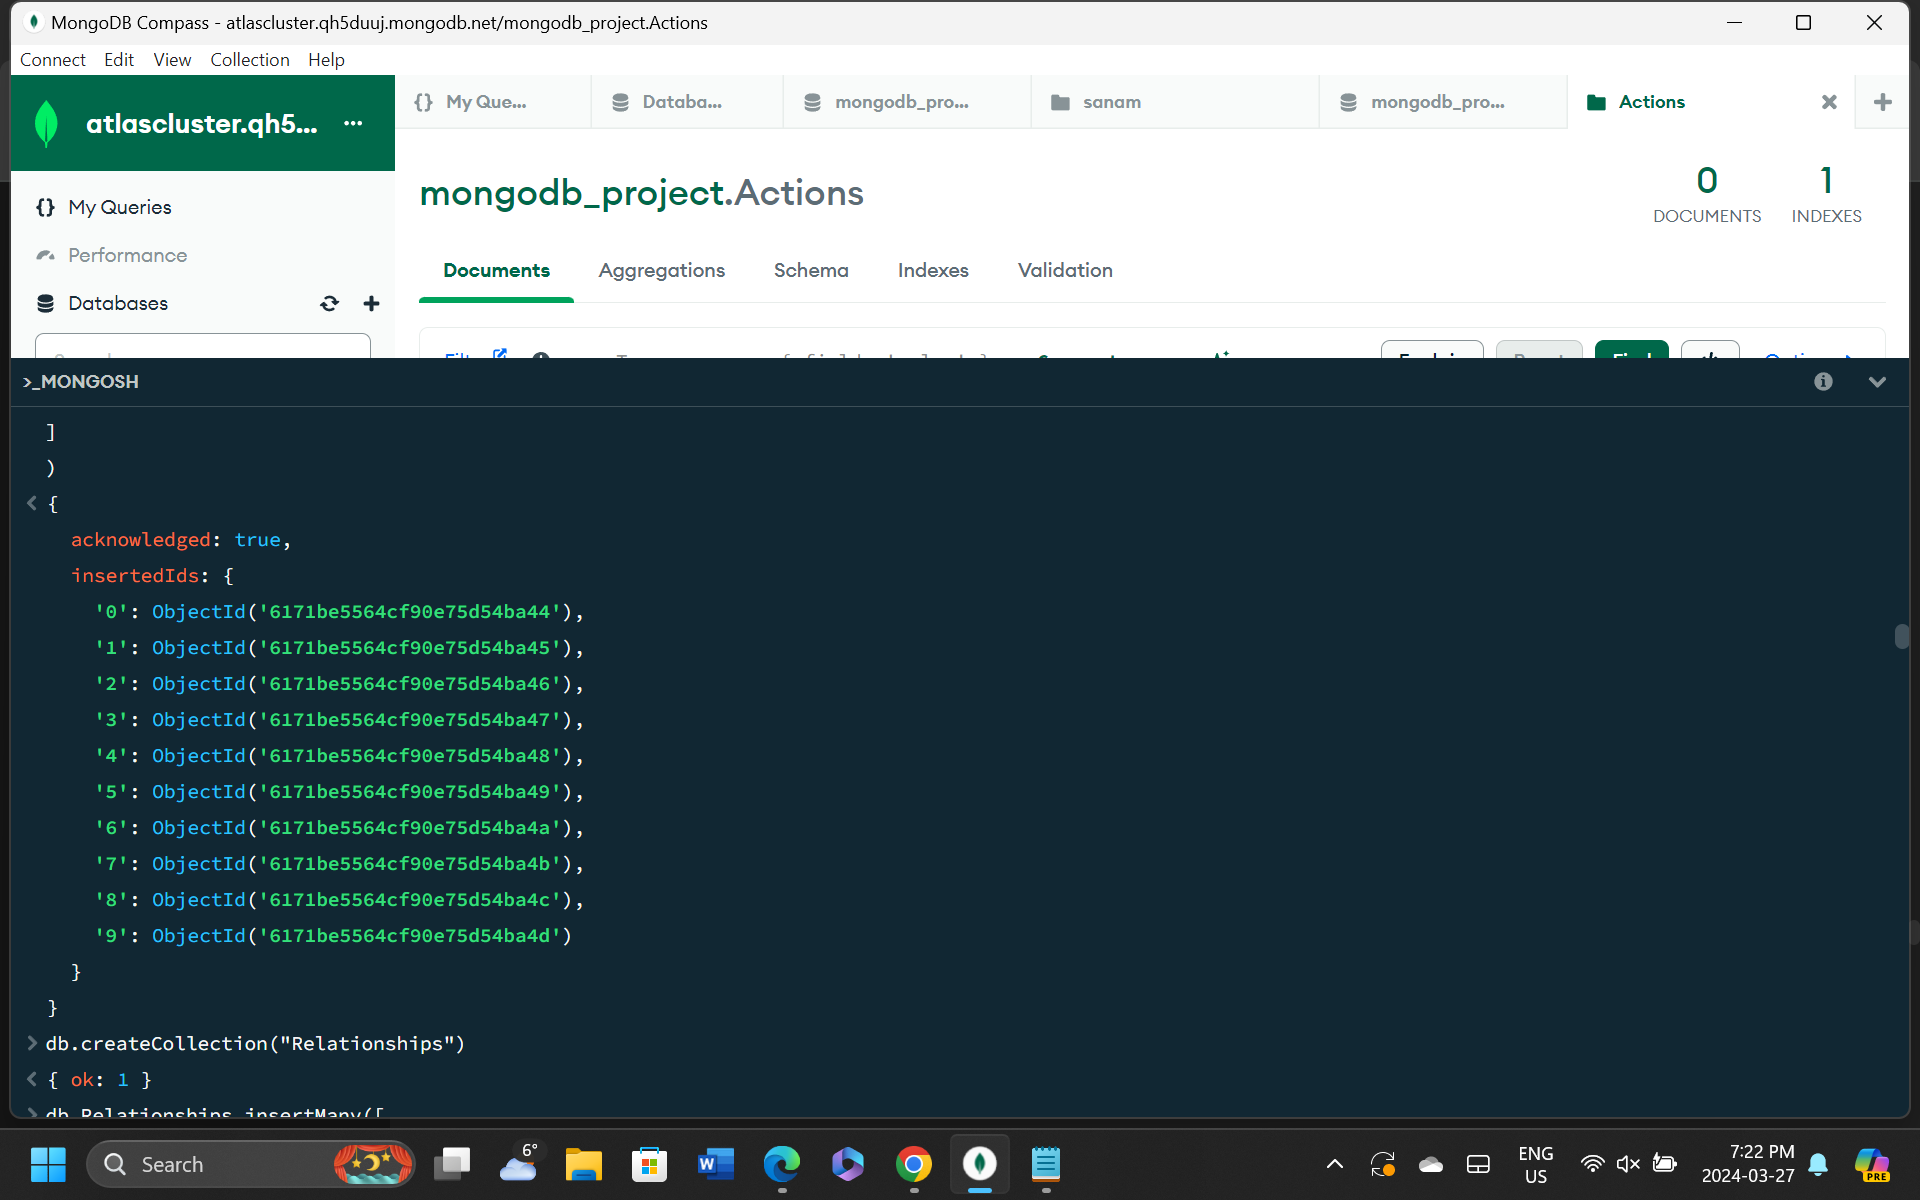 MongoDB Compass - atlascluster.qh5duuj.mongodb.net/mongodb_project.Actions
Connect Edit View Collection Help
atlascluster.qh5... ...
{} My Que... Databa... mongodb_pro... sanam mongodb_pro... Actions
My Queries
Performance
Databases
mongodb_project.Actions
0 DOCUMENTS
1 INDEXES
Documents Aggregations Schema Indexes Validation
>_MONGOSH
]
)
{
acknowledged: true,
insertedIds: {
'0': ObjectId('6171be5564cf90e75d54ba44'),
'1': ObjectId('6171be5564cf90e75d54ba45'),
'2': ObjectId('6171be5564cf90e75d54ba46'),
'3': ObjectId('6171be5564cf90e75d54ba47'),
'4': ObjectId('6171be5564cf90e75d54ba48'),
'5': ObjectId('6171be5564cf90e75d54ba49'),
'6': ObjectId('6171be5564cf90e75d54ba4a'),
'7': ObjectId('6171be5564cf90e75d54ba4b'),
'8': ObjectId('6171be5564cf90e75d54ba4c'),
'9': ObjectId('6171be5564cf90e75d54ba4d')
}
}
> db.createCollection("Relationships")
< { ok: 1 }
> db.Relationships.insertMany([
Search
6°
ENG
US
7:22 PM
2024-03-27
PRE